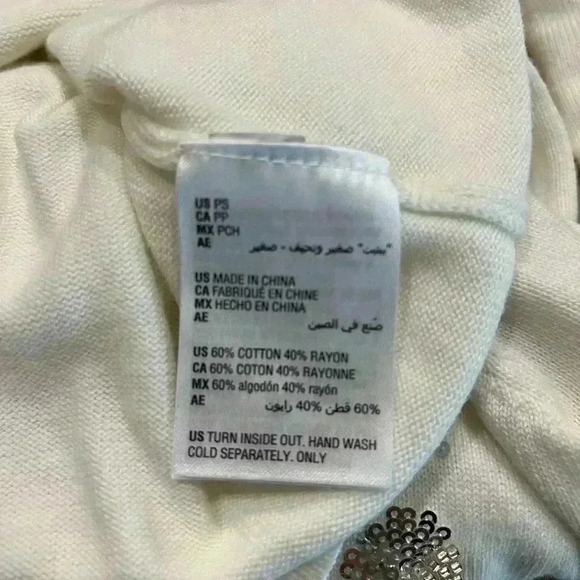 US PS
CA PP
MX PCH
AE "بيتيت" صغير ونحيف - صغير
US MADE IN CHINA
CA FABRIQUÉ EN CHINE
MX HECHO EN CHINA
AE صنع في الصين
US 60% COTTON 40% RAYON
CA 60% COTON 40% RAYONNE
MX 60% algodón 40% rayón
AE 60% قطن 40% رايون
US TURN INSIDE OUT. HAND WASH
COLD SEPARATELY. ONLY